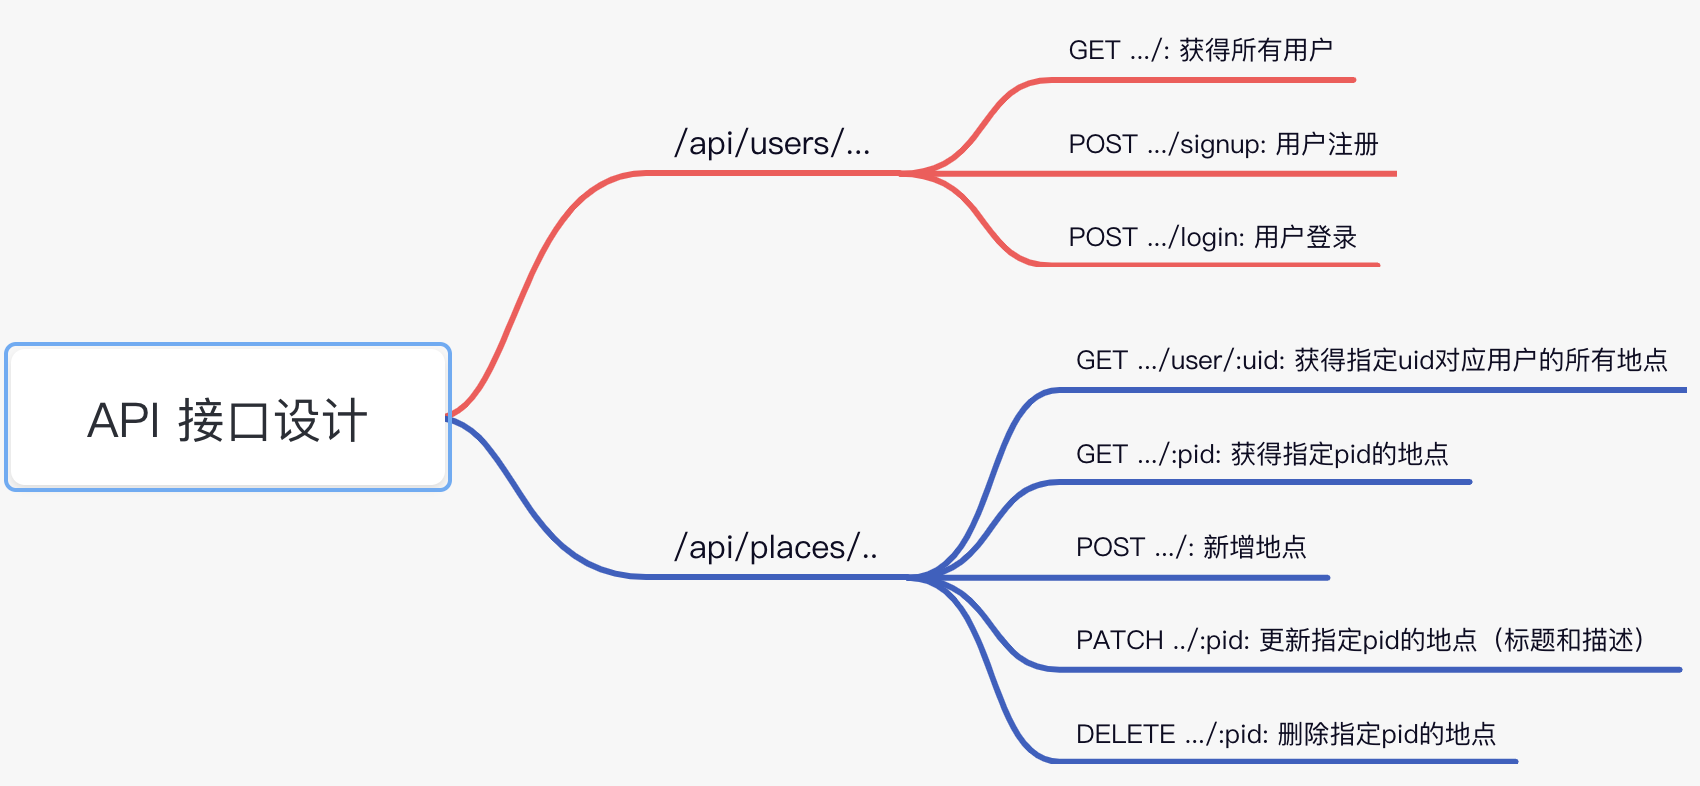 API 接口设计
/api/users/...
GET .../: 获得所有用户
POST .../signup: 用户注册
POST .../login: 用户登录
/api/places/..
GET .../user/:uid: 获得指定uid对应用户的所有地点
GET .../:pid: 获得指定pid的地点
POST .../: 新增地点
PATCH ../:pid: 更新指定pid的地点（标题和描述）
DELETE .../:pid: 删除指定pid的地点